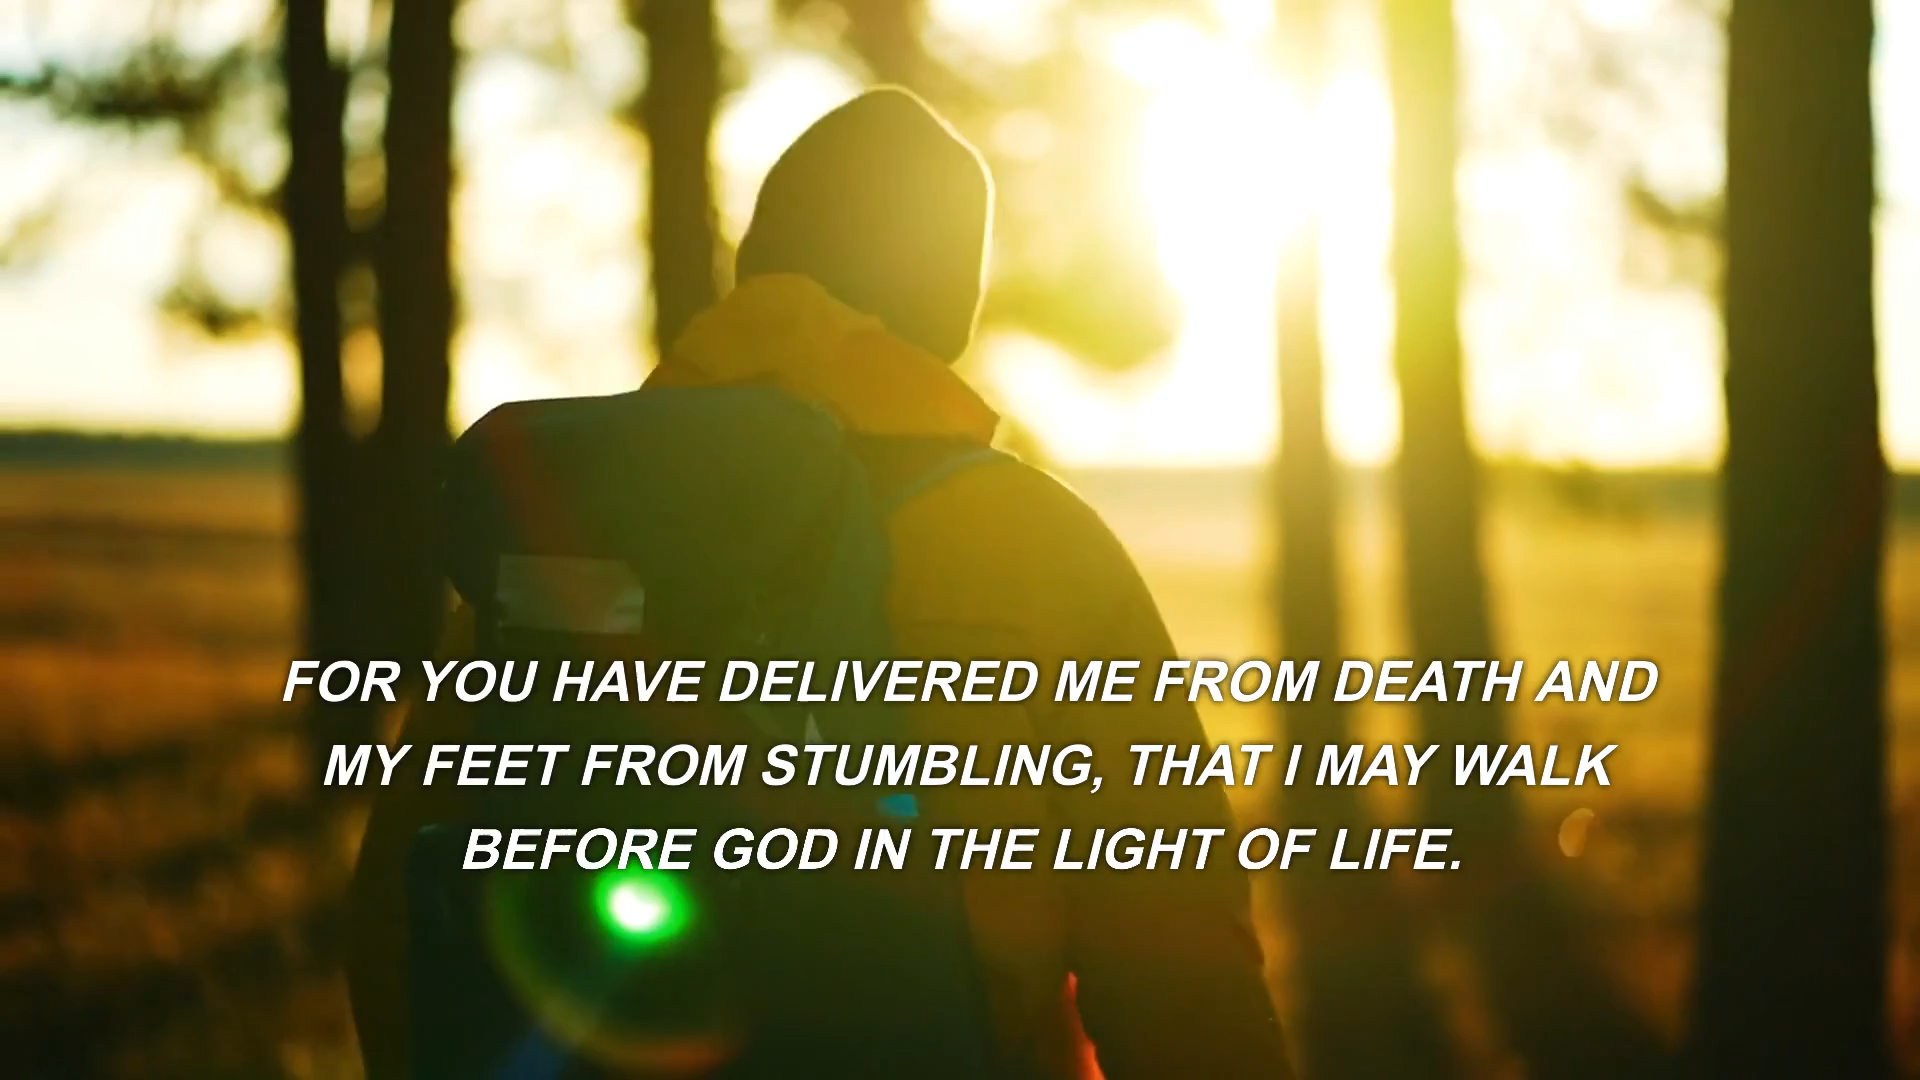 FOR YOU HAVE DELIVERED ME FROM DEATH AND
MY FEET FROM STUMBLING, THAT I MAY WALK
BEFORE GOD IN THE LIGHT OF LIFE.